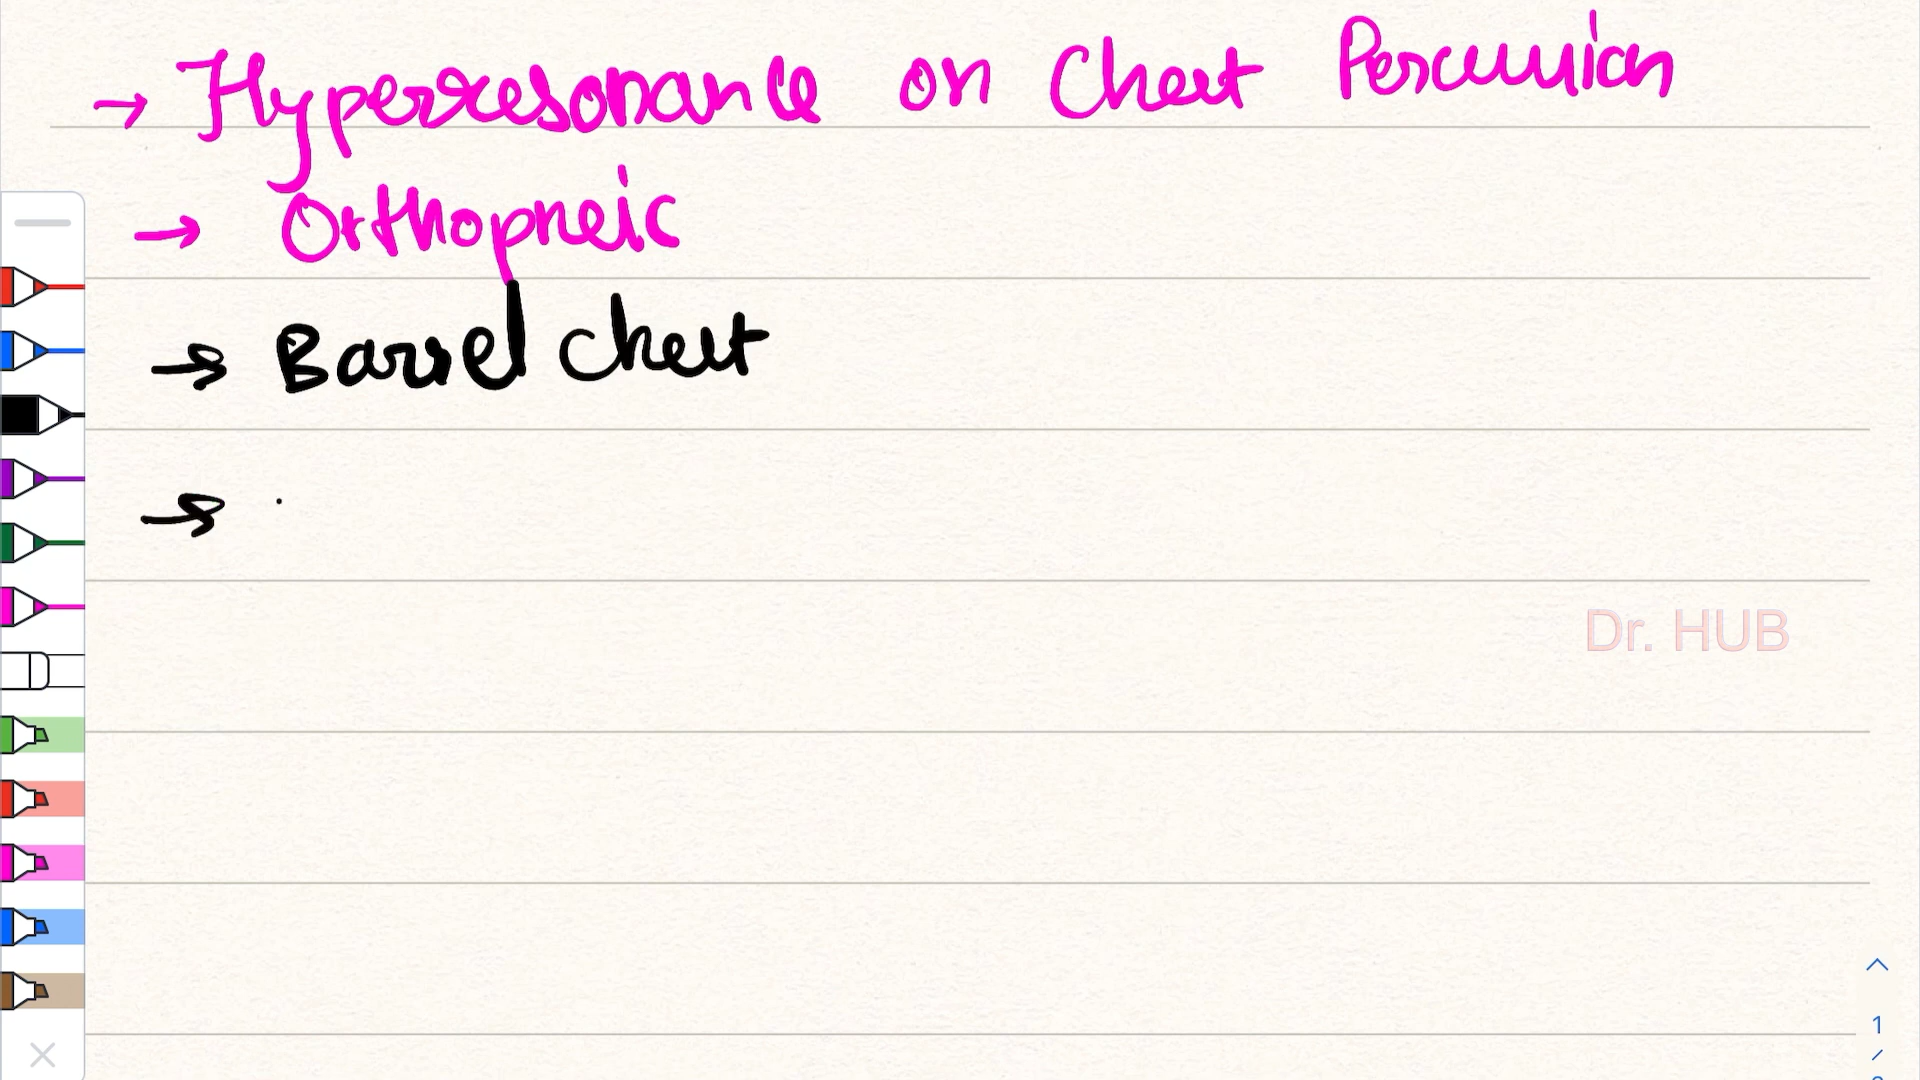 → Hyperresonance on Chest Percussion
→ Orthopneic
→ Barrel Chest
→
Dr. HUB
1
/